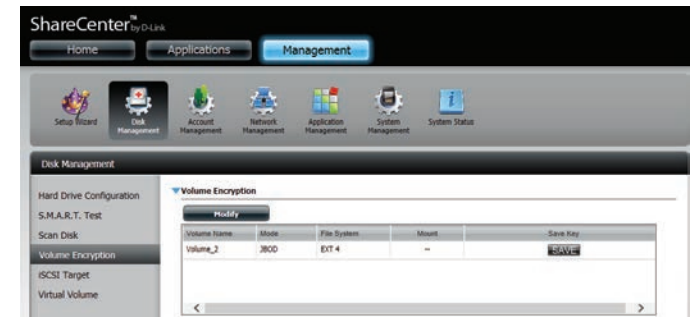 ShareCenter™ by D-Link
Home Applications Management
Setup Wizard Disk Management Account Management Network Management Application Management System Management System Status
Disk Management
Hard Drive Configuration
S.M.A.R.T. Test
Scan Disk
Volume Encryption
iSCSI Target
Virtual Volume
Volume Encryption
Modify
Volume Name Mode File System Mount Save Key
Volume_2 JBOD EXT 4 -- SAVE